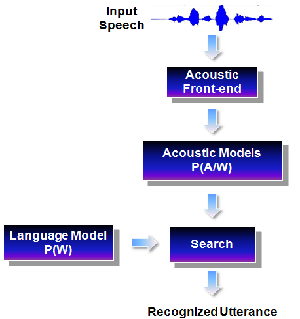 Input
Speech
Acoustic
Front-end
Acoustic Models
P(A/W)
Language Model
P(W)
Search
Recognized Utterance